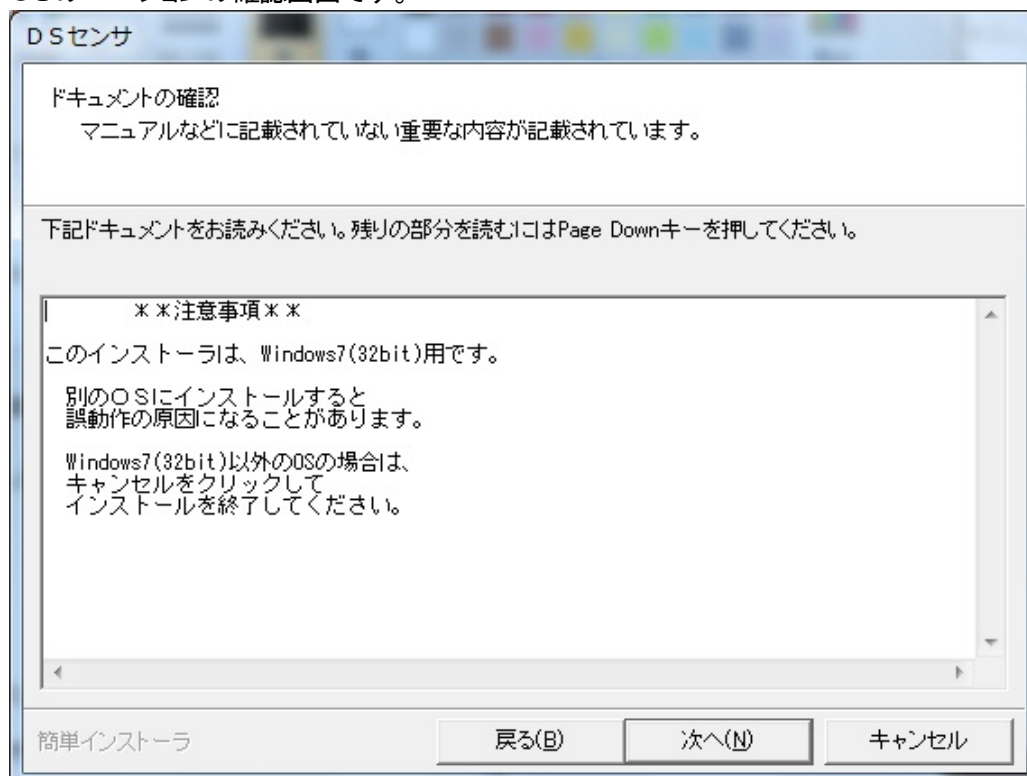 DSセンサ
ドキュメントの確認
マニュアルなどに記載されていない重要な内容が記載されています。
下記ドキュメントをお読みください。残りの部分を読むにはPage Downキーを押してください。
＊＊注意事項＊＊
このインストーラは、Windows7(32bit)用です。
別のＯＳにインストールすると
誤動作の原因になることがあります。
Windows7(32bit)以外のOSの場合は、
キャンセルをクリックして
インストールを終了してください。
簡単インストーラ
戻る(B)
次へ(N)
キャンセル